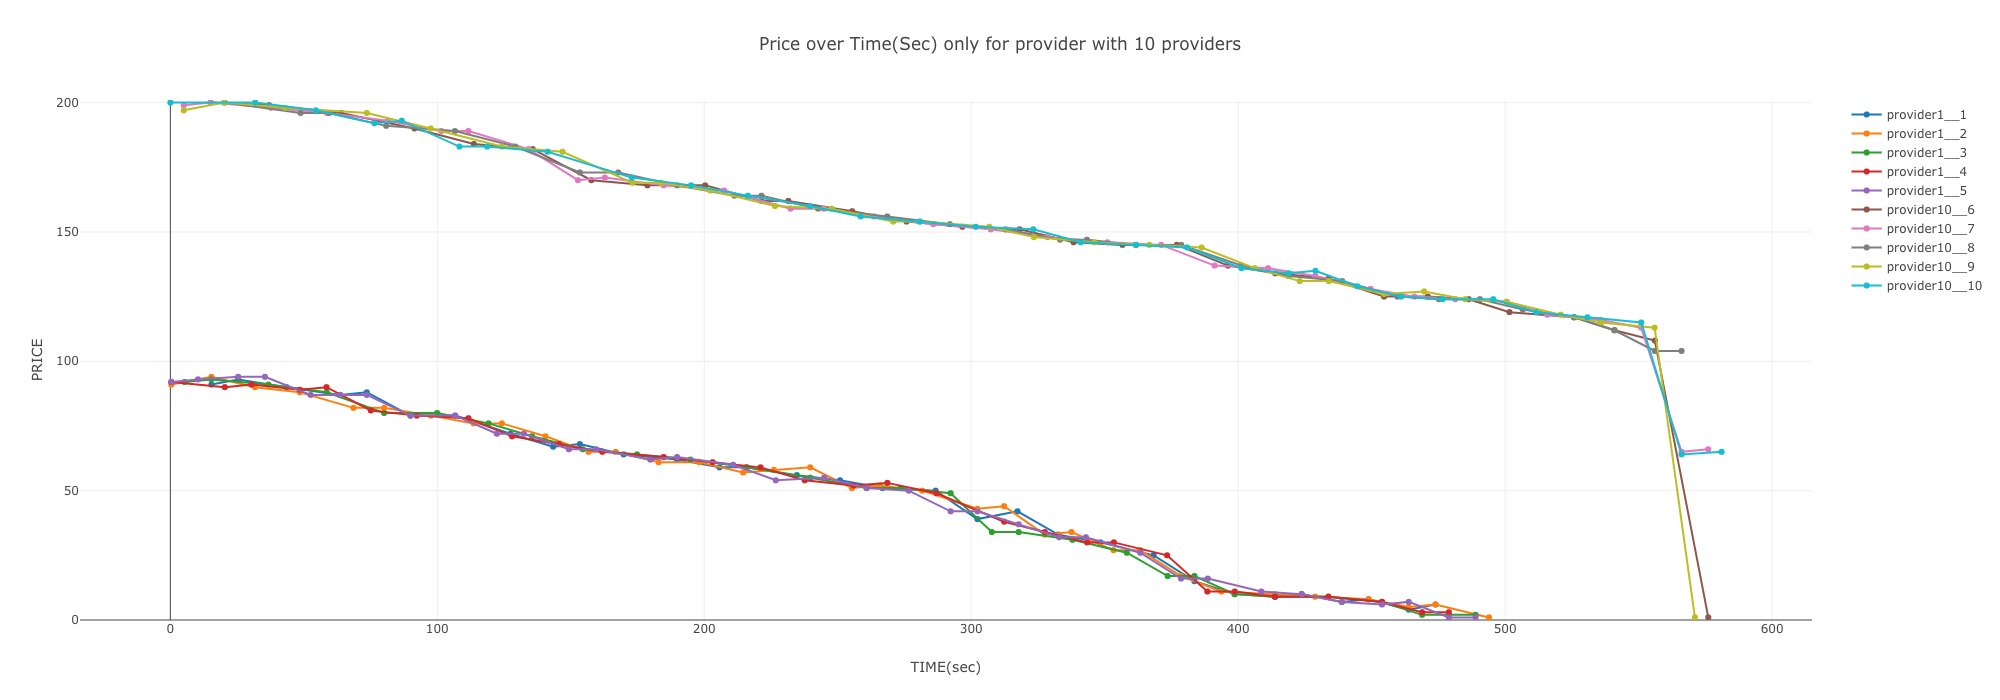 Price over Time(Sec) only for provider with 10 providers
200
150
100
50
0
PRICE
0 100 200 300 400 500 600
TIME(sec)
provider1__1
provider1__2
provider1__3
provider1__4
provider1__5
provider10__6
provider10__7
provider10__8
provider10__9
provider10__10